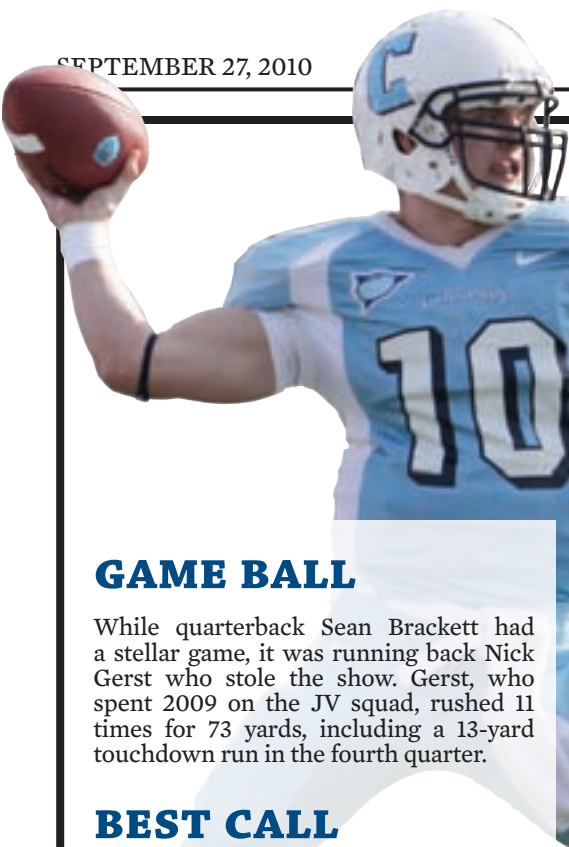 SEPTEMBER 27, 2010
C
10
GAME BALL
While quarterback Sean Brackett had
a stellar game, it was running back Nick
Gerst who stole the show. Gerst, who
spent 2009 on the JV squad, rushed 11
times for 73 yards, including a 13-yard
touchdown run in the fourth quarter.
BEST CALL